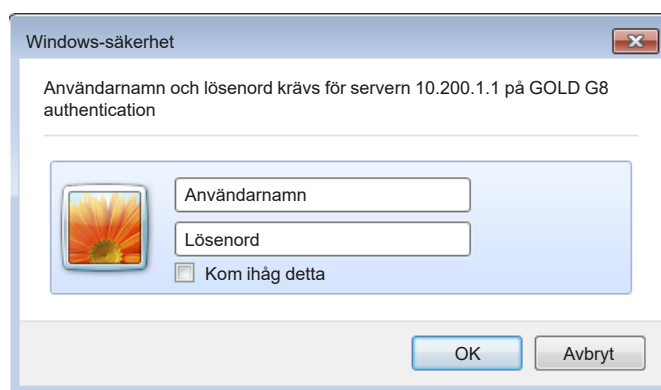 Windows-säkerhet
Användarnamn och lösenord krävs för servern 10.200.1.1 på GOLD G8
authentication
Användarnamn
Lösenord
Kom ihåg detta
OK
Avbryt